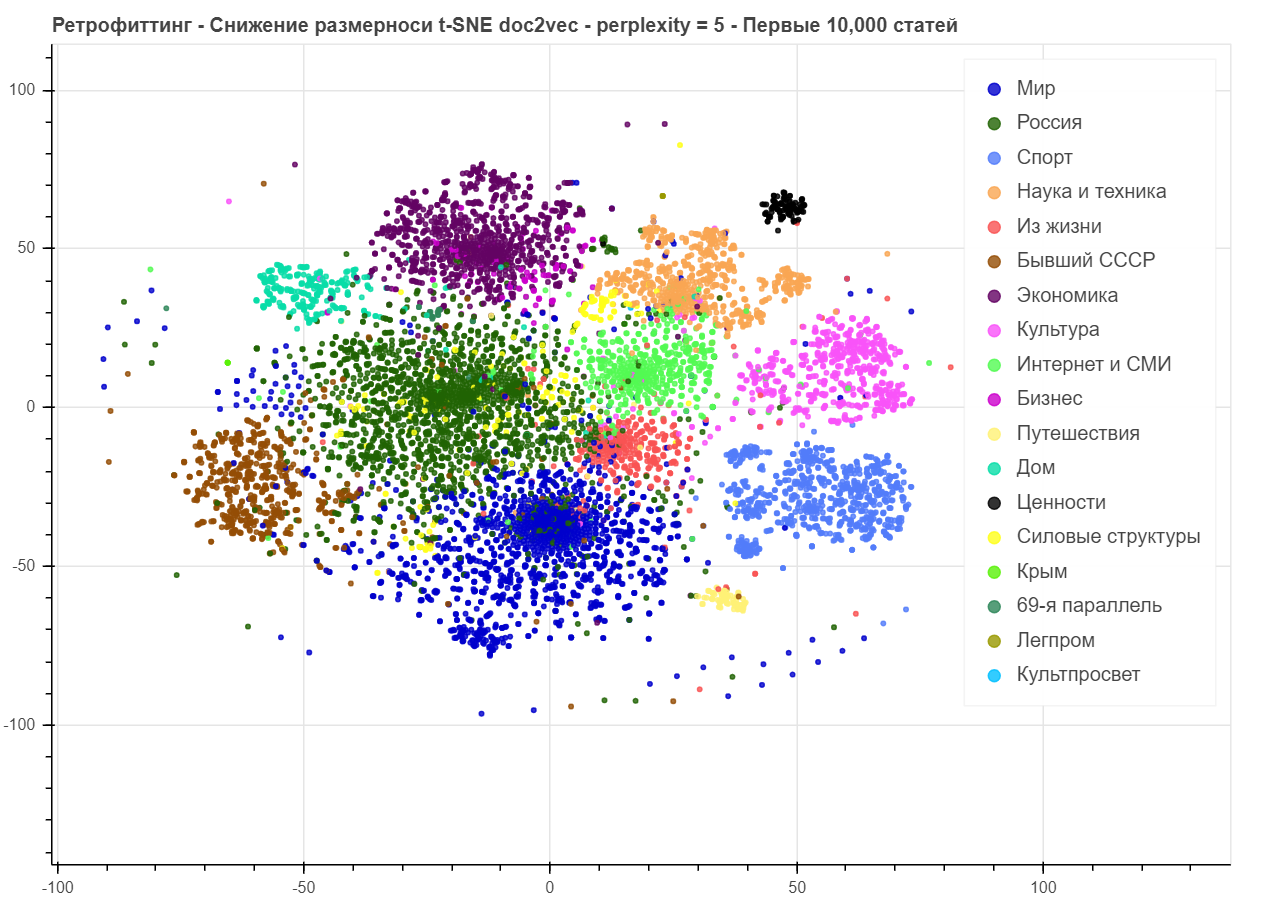 Ретрофиттинг - Снижение размерноси t-SNE doc2vec - perplexity = 5 - Первые 10,000 статей
100
50
0
-50
-100
-100
-50
0
50
100
Мир
Россия
Спорт
Наука и техника
Из жизни
Бывший СССР
Экономика
Культура
Интернет и СМИ
Бизнес
Путешествия
Дом
Ценности
Силовые структуры
Крым
69-я параллель
Легпром
Культпросвет